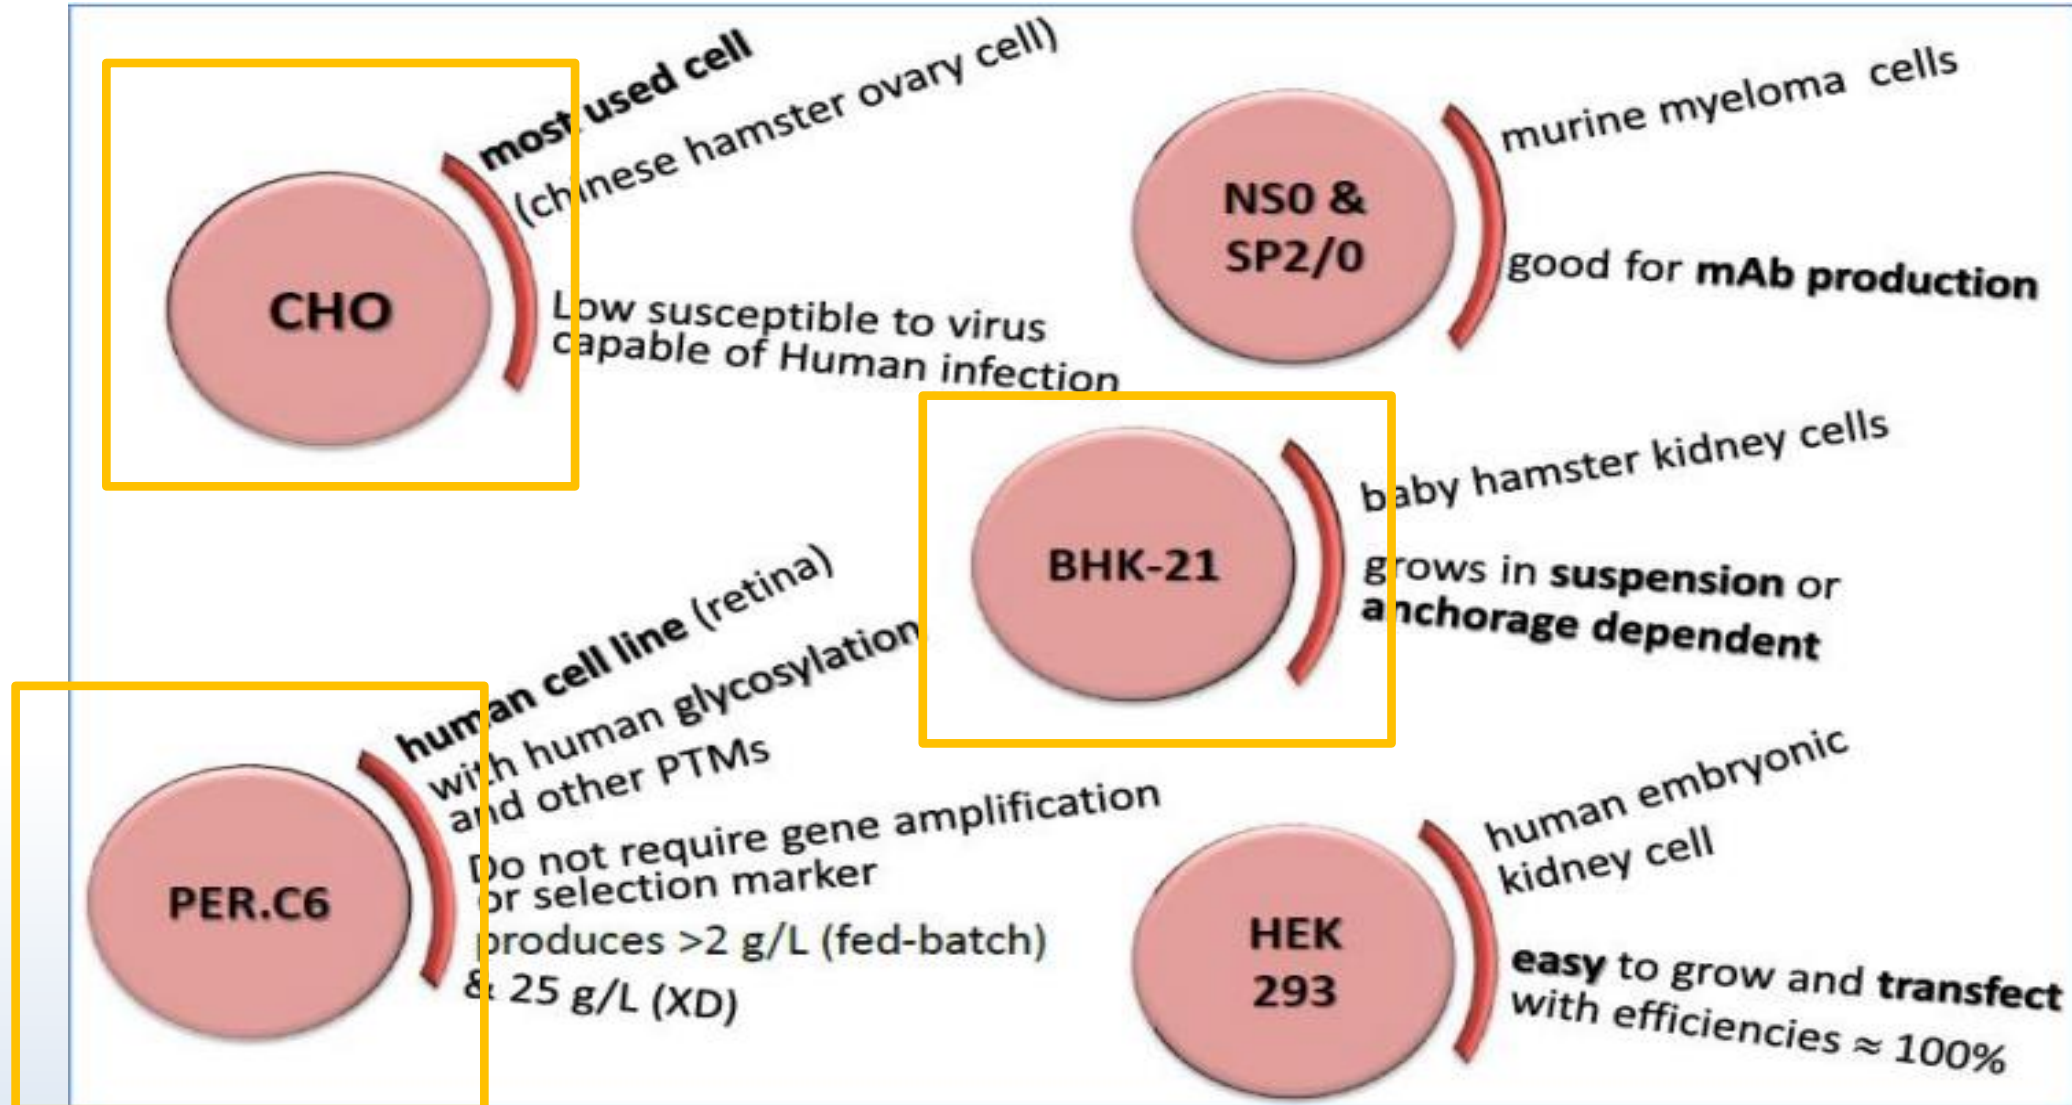 CHO
most used cell
(chinese hamster ovary cell)
Low susceptible to virus
capable of Human infection
NS0 &
SP2/0
murine myeloma cells
good for mAb production
BHK-21
baby hamster kidney cells
grows in suspension or
anchorage dependent
PER.C6
human cell line (retina)
with human glycosylation
and other PTMs
Do not require gene amplification
or selection marker
produces >2 g/L (fed-batch)
& 25 g/L (XD)
HEK
293
human embryonic
kidney cell
easy to grow and transfect
with efficiencies ≈ 100%